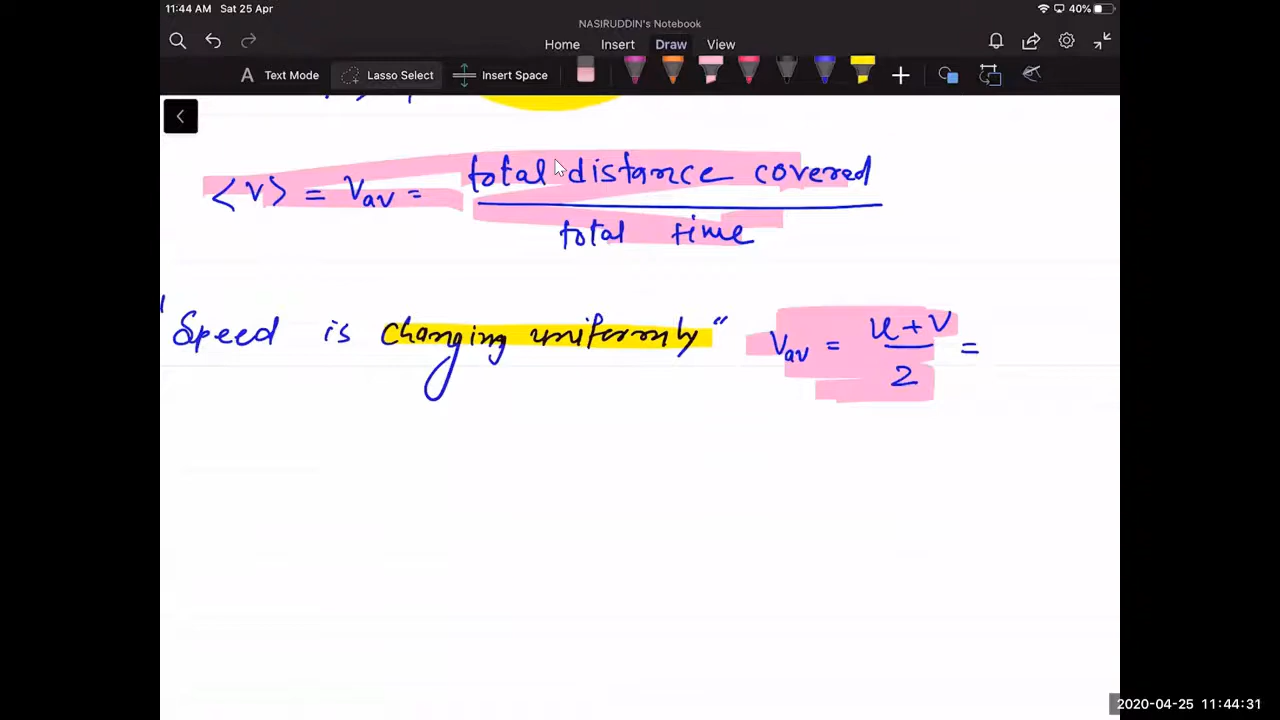 11:44 AM Sat 25 Apr
40%
NASIRUDDIN's Notebook
Home Insert Draw View
A Text Mode Lasso Select Insert Space
<v> = Vav = total distance covered
total time
"Speed is changing uniformly" Vav = u+v =
2
2020-04-25 11:44:31